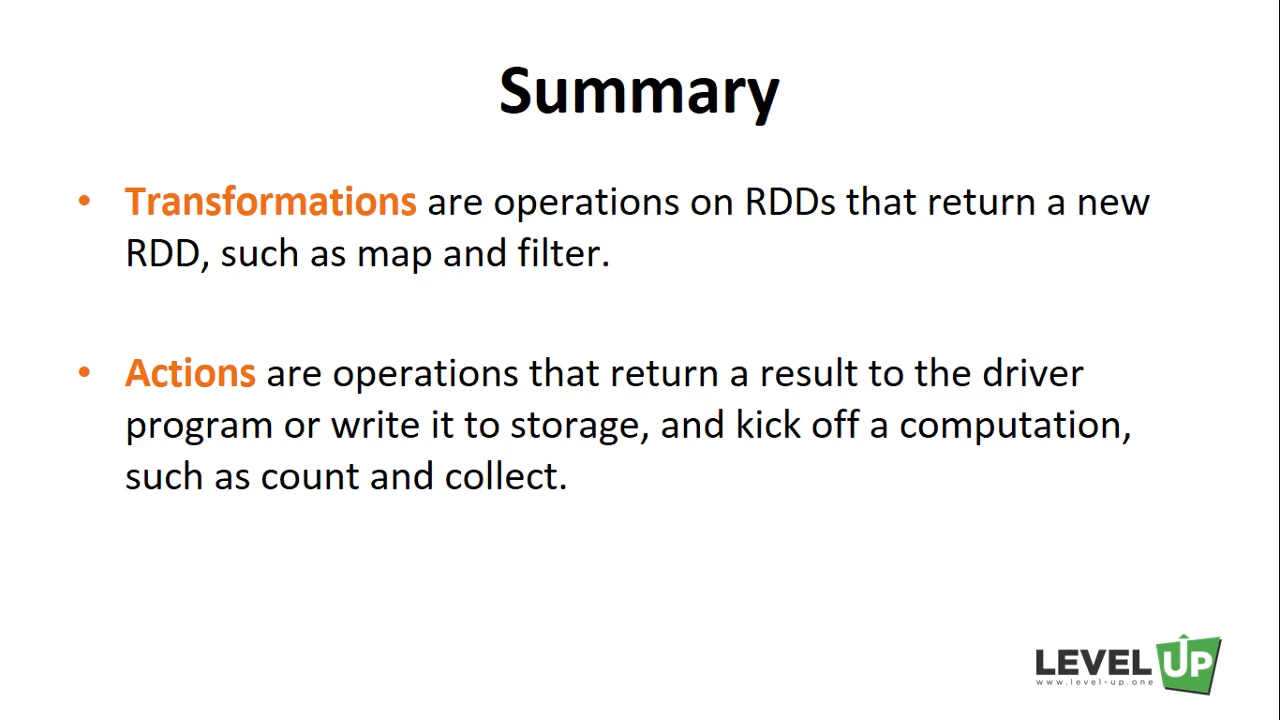 Summary
• Transformations are operations on RDDs that return a new
RDD, such as map and filter.
• Actions are operations that return a result to the driver
program or write it to storage, and kick off a computation,
such as count and collect.
LEVEL UP
www.level-up.one